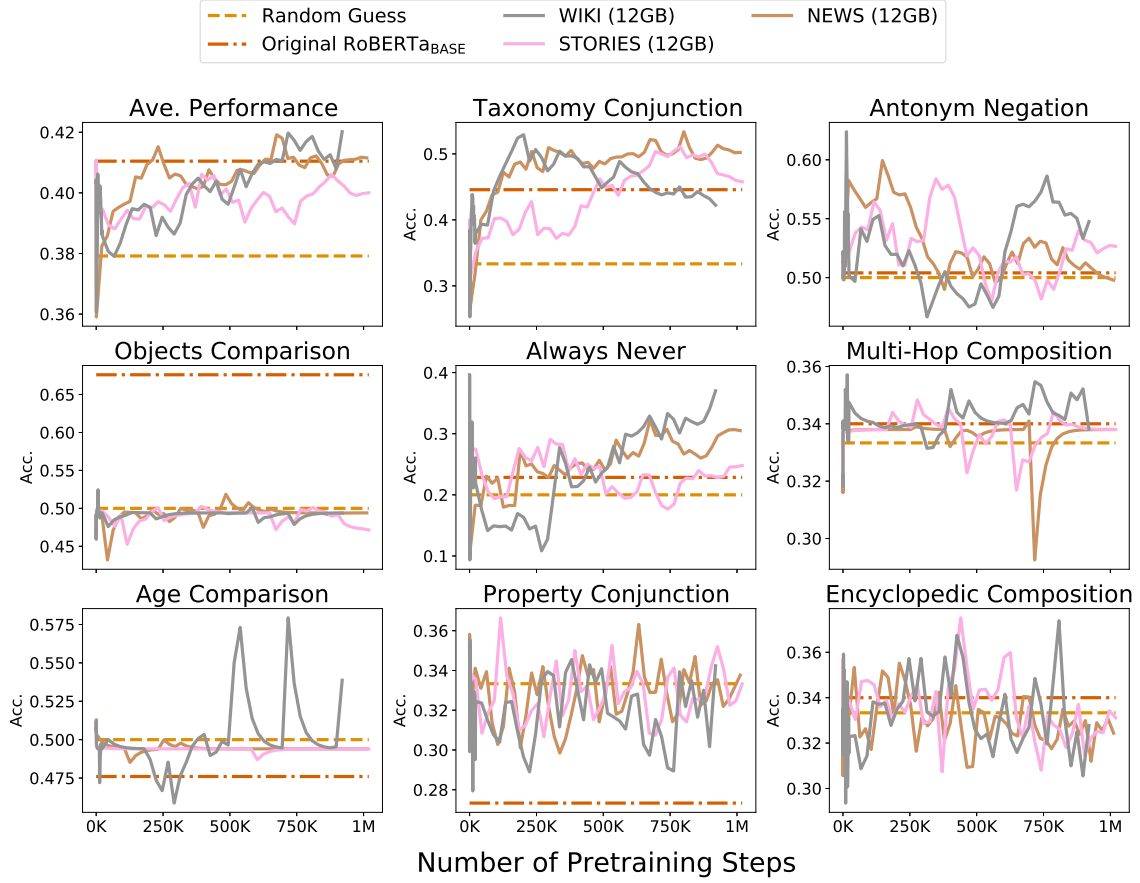 Random Guess
Original RoBERTa_BASE
WIKI (12GB)
STORIES (12GB)
NEWS (12GB)
Ave. Performance
Acc.
0.42
0.40
0.38
0.36
Taxonomy Conjunction
Acc.
0.5
0.4
0.3
Antonym Negation
Acc.
0.60
0.55
0.50
Objects Comparison
Acc.
0.65
0.60
0.55
0.50
0.45
Always Never
Acc.
0.4
0.3
0.2
0.1
Multi-Hop Composition
Acc.
0.36
0.34
0.32
0.30
Age Comparison
Acc.
0.575
0.550
0.525
0.500
0.475
0K 250K 500K 750K 1M
Property Conjunction
Acc.
0.36
0.34
0.32
0.30
0.28
0K 250K 500K 750K 1M
Encyclopedic Composition
Acc.
0.36
0.34
0.32
0.30
0K 250K 500K 750K 1M
Number of Pretraining Steps